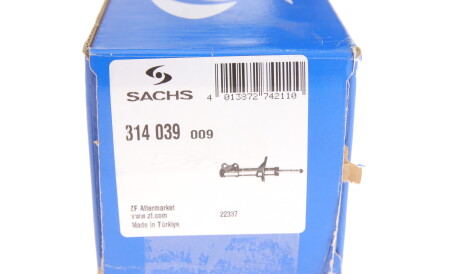 SACHS
4 013872 742110
314 039 009
ZF Aftermarket
www.zf.com
Made in Türkiye
22337